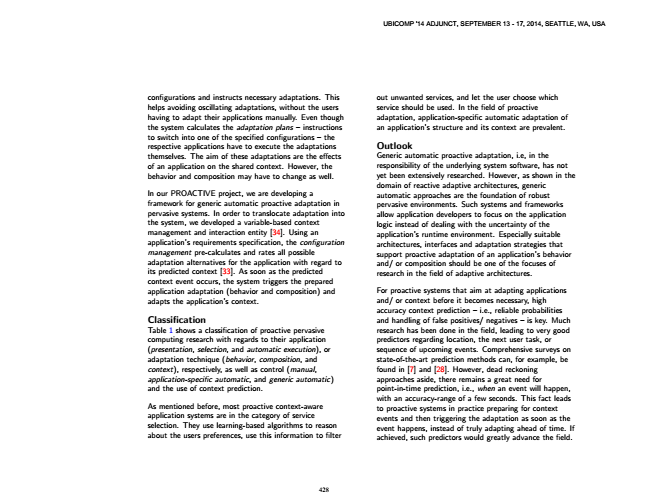 UBICOMP '14 ADJUNCT, SEPTEMBER 13 - 17, 2014, SEATTLE, WA, USA
configurations and instructs necessary adaptations. This
helps avoiding oscillating adaptations, without the users
having to adapt their applications manually. Even though
the system calculates the adaptation plans – instructions
to switch into one of the specified configurations – the
respective applications have to execute the adaptations
themselves. The aim of these adaptations are the effects
of an application on the shared context. However, the
behavior and composition may have to change as well.
In our PROACTIVE project, we are developing a
framework for generic automatic proactive adaptation in
pervasive systems. In order to translocate adaptation into
the system, we developed a variable-based context
management and interaction entity [34]. Using an
application's requirements specification, the configuration
management pre-calculates and rates all possible
adaptation alternatives for the application with regard to
its predicted context [33]. As soon as the predicted
context event occurs, the system triggers the prepared
application adaptation (behavior and composition) and
adapts the application's context.
Classification
Table 1 shows a classification of proactive pervasive
computing research with regards to their application
(presentation, selection, and automatic execution), or
adaptation technique (behavior, composition, and
context), respectively, as well as control (manual,
application-specific automatic, and generic automatic)
and the use of context prediction.
As mentioned before, most proactive context-aware
application systems are in the category of service
selection. They use learning-based algorithms to reason
about the users preferences, use this information to filter
out unwanted services, and let the user choose which
service should be used. In the field of proactive
adaptation, application-specific automatic adaptation of
an application's structure and its context are prevalent.
Outlook
Generic automatic proactive adaptation, i.e, in the
responsibility of the underlying system software, has not
yet been extensively researched. However, as shown in the
domain of reactive adaptive architectures, generic
automatic approaches are the foundation of robust
pervasive environments. Such systems and frameworks
allow application developers to focus on the application
logic instead of dealing with the uncertainty of the
application's runtime environment. Especially suitable
architectures, interfaces and adaptation strategies that
support proactive adaptation of an application's behavior
and/ or composition should be one of the focuses of
research in the field of adaptive architectures.
For proactive systems that aim at adapting applications
and/ or context before it becomes necessary, high
accuracy context prediction – i.e., reliable probabilities
and handling of false positives/ negatives – is key. Much
research has been done in the field, leading to very good
predictors regarding location, the next user task, or
sequence of upcoming events. Comprehensive surveys on
state-of-the-art prediction methods can, for example, be
found in [7] and [28]. However, dead reckoning
approaches aside, there remains a great need for
point-in-time prediction, i.e., when an event will happen,
with an accuracy-range of a few seconds. This fact leads
to proactive systems in practice preparing for context
events and then triggering the adaptation as soon as the
event happens, instead of truly adapting ahead of time. If
achieved, such predictors would greatly advance the field.
428